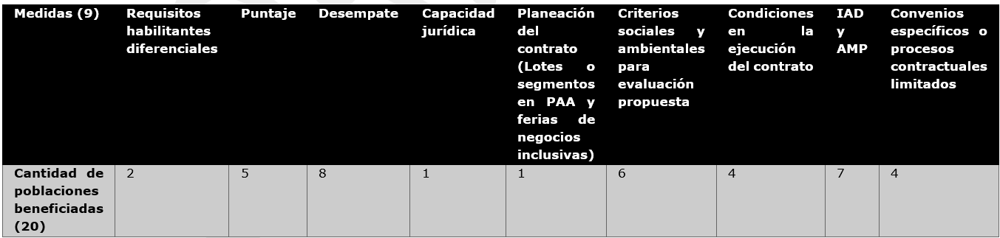 Medidas (9)
Requisitos
habilitantes
diferenciales
Puntaje
Desempate
Capacidad
jurídica
Planeación
del
contrato
(Lotes o
segmentos
en PAA y
ferias de
negocios
inclusivas)
Criterios
sociales y
ambientales
para
evaluación
propuesta
Condiciones
en la
ejecución
del contrato
IAD
y
AMP
Convenios
específicos o
procesos
contractuales
limitados
Cantidad de
poblaciones
beneficiadas
(20)
2
5
8
1
1
6
4
7
4